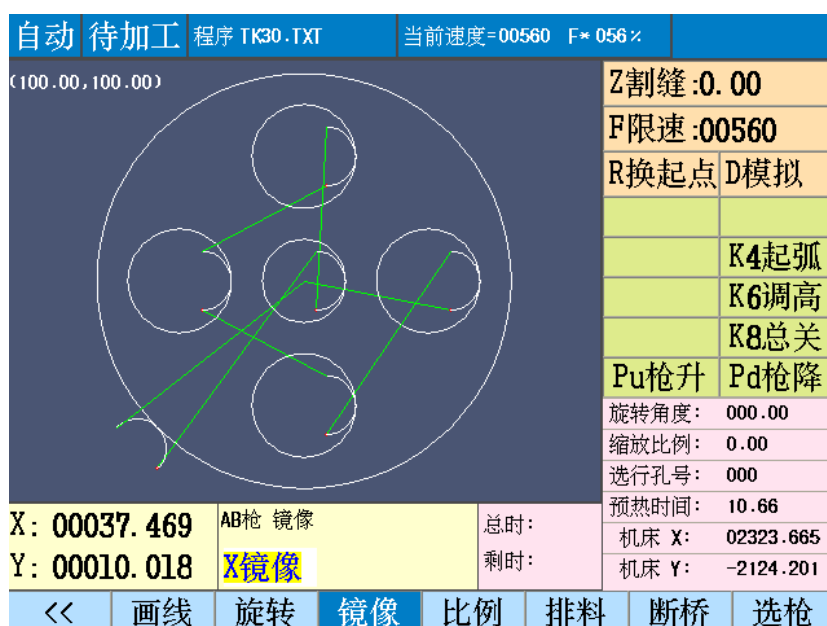 自动 待加工 程序 TK30.TXT 当前速度=00560 F* 056%
(100.00,100.00)
Z割缝:0.00
F限速:00560
R换起点 D模拟
K4起弧
K6调高
K8总关
Pu枪升 Pd枪降
旋转角度: 000.00
缩放比例: 0.00
选行孔号: 000
预热时间: 10.66
机床 X: 02323.665
机床 Y: -2124.201
X: 00037.469 AB枪 镜像 总时:
Y: 00010.018 X镜像 剩时:
<< 画线 旋转 镜像 比例 排料 断桥 选枪